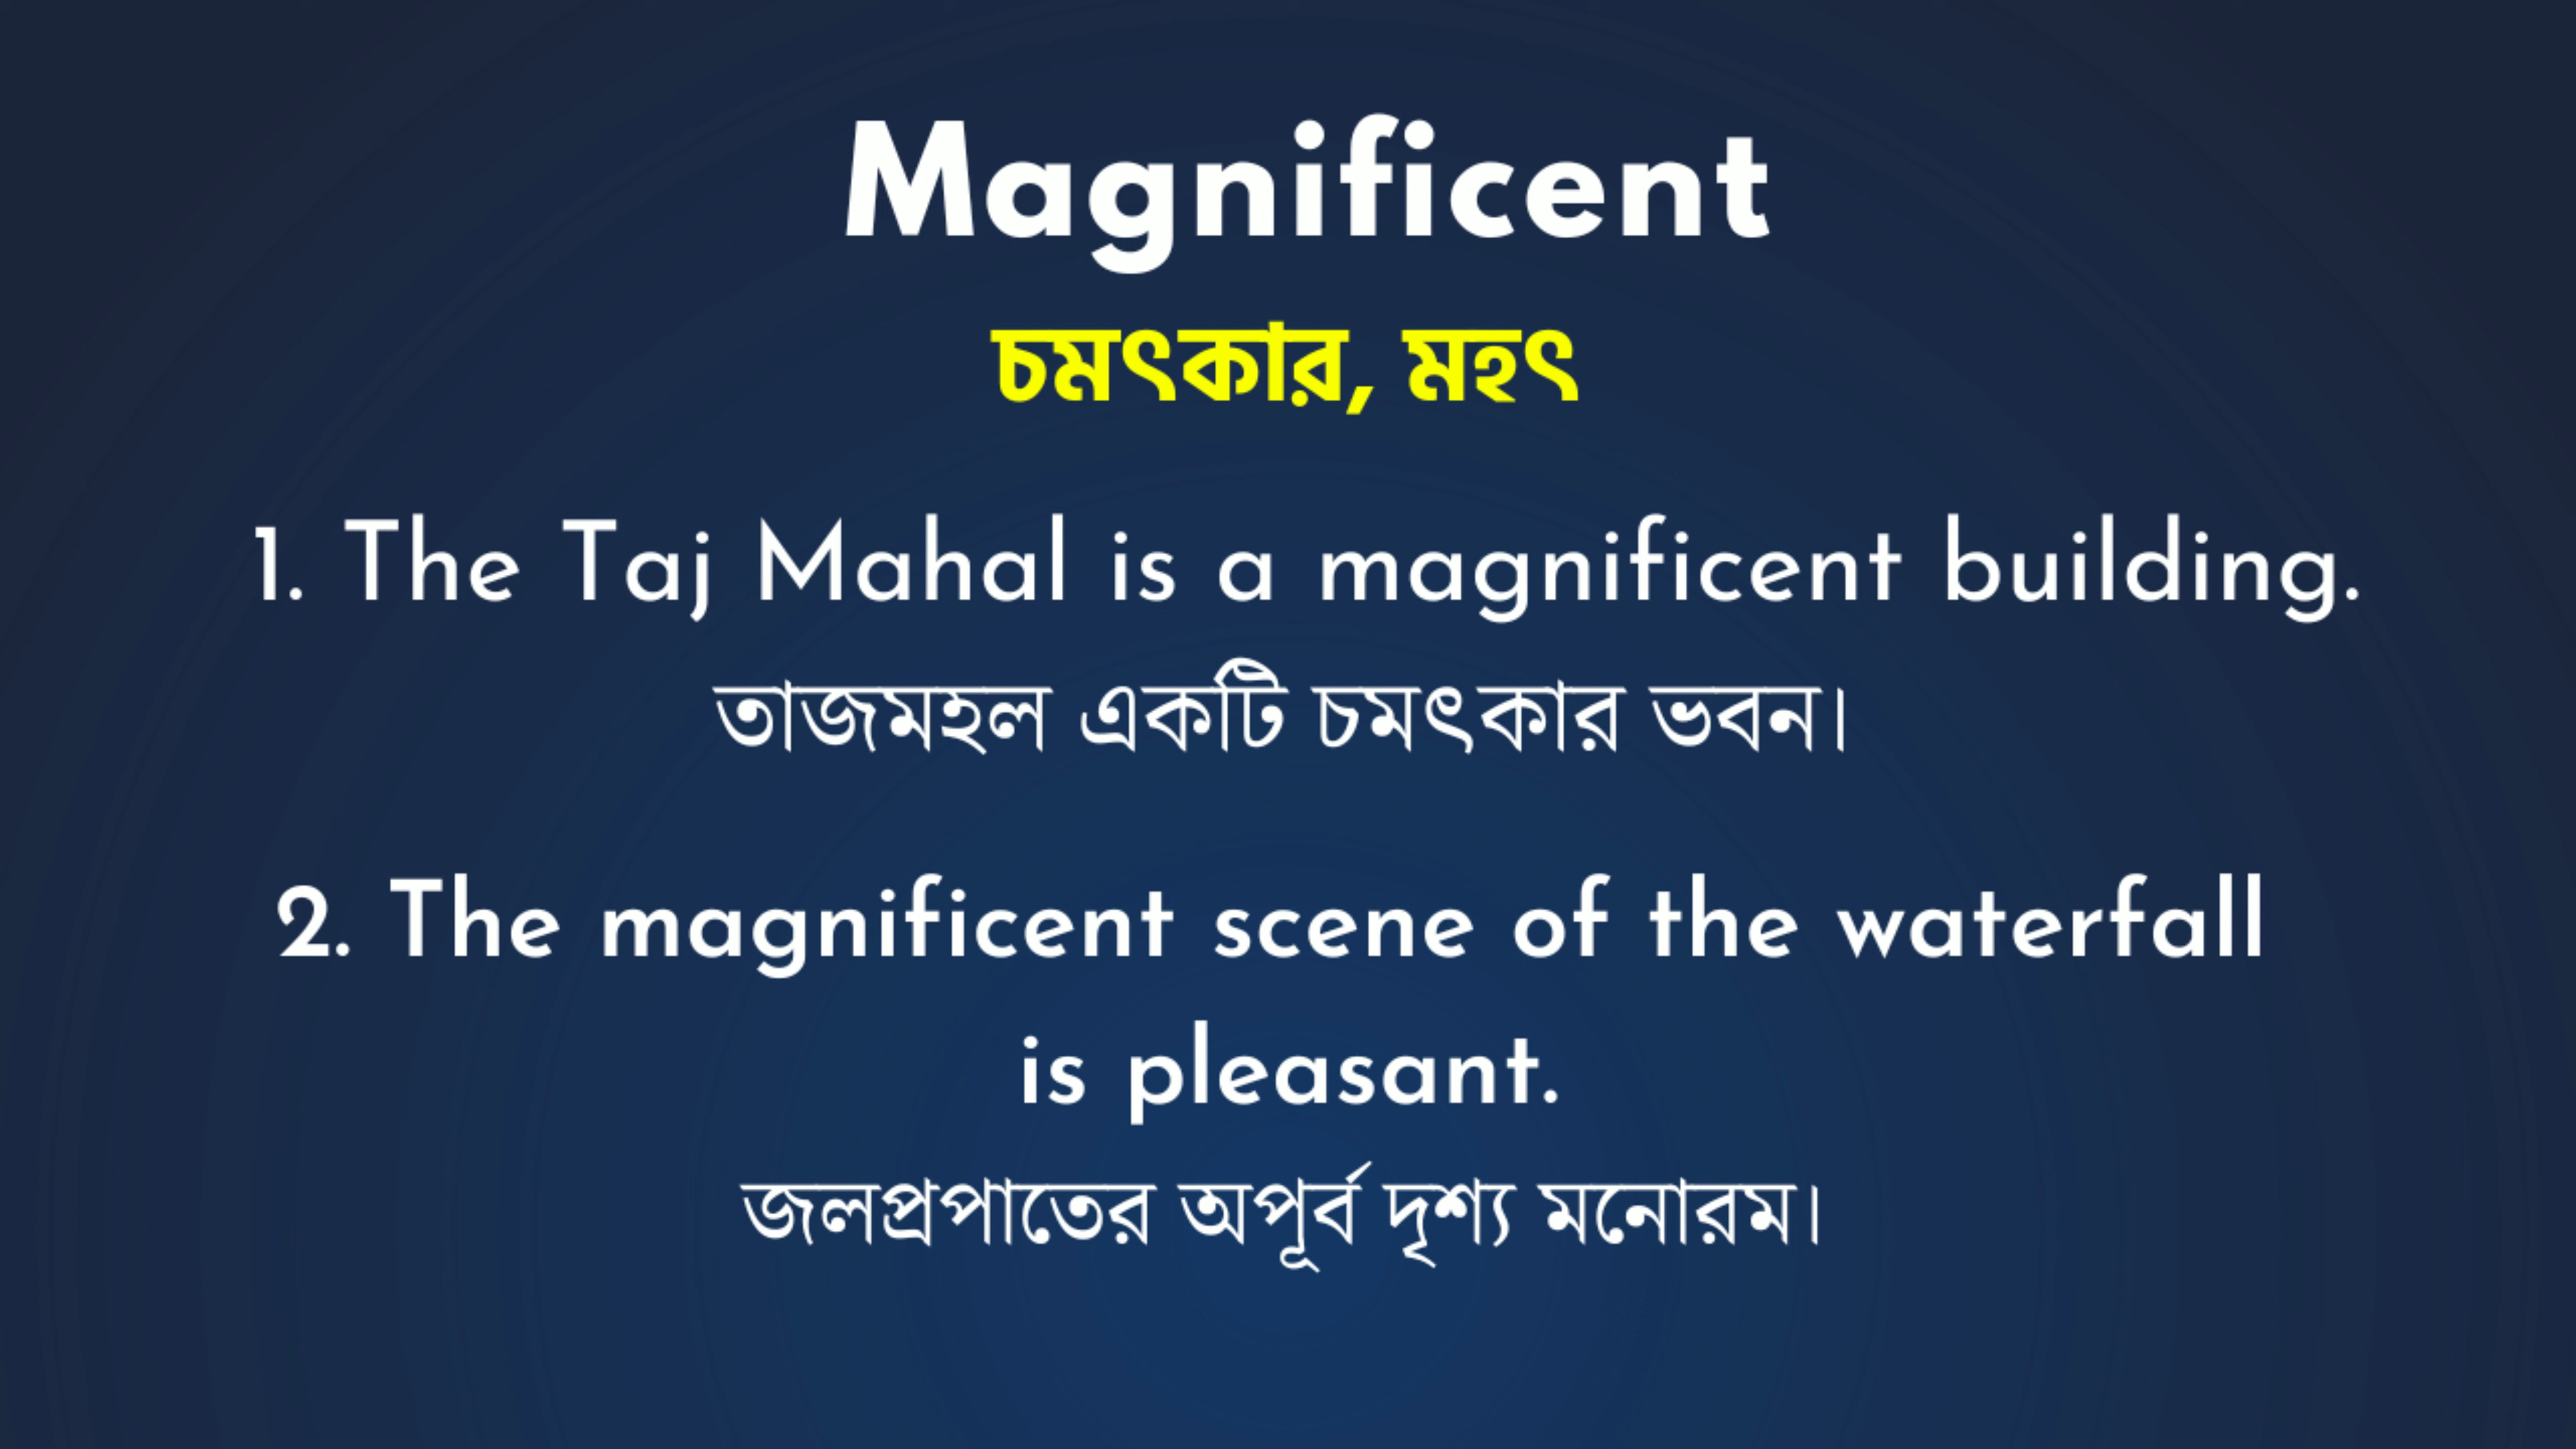 Magnificent
চমৎকার, মহৎ
1. The Taj Mahal is a magnificent building.
তাজমহল একটি চমৎকার ভবন।
2. The magnificent scene of the waterfall
is pleasant.
জলপ্রপাতের অপূর্ব দৃশ্য মনোরম।